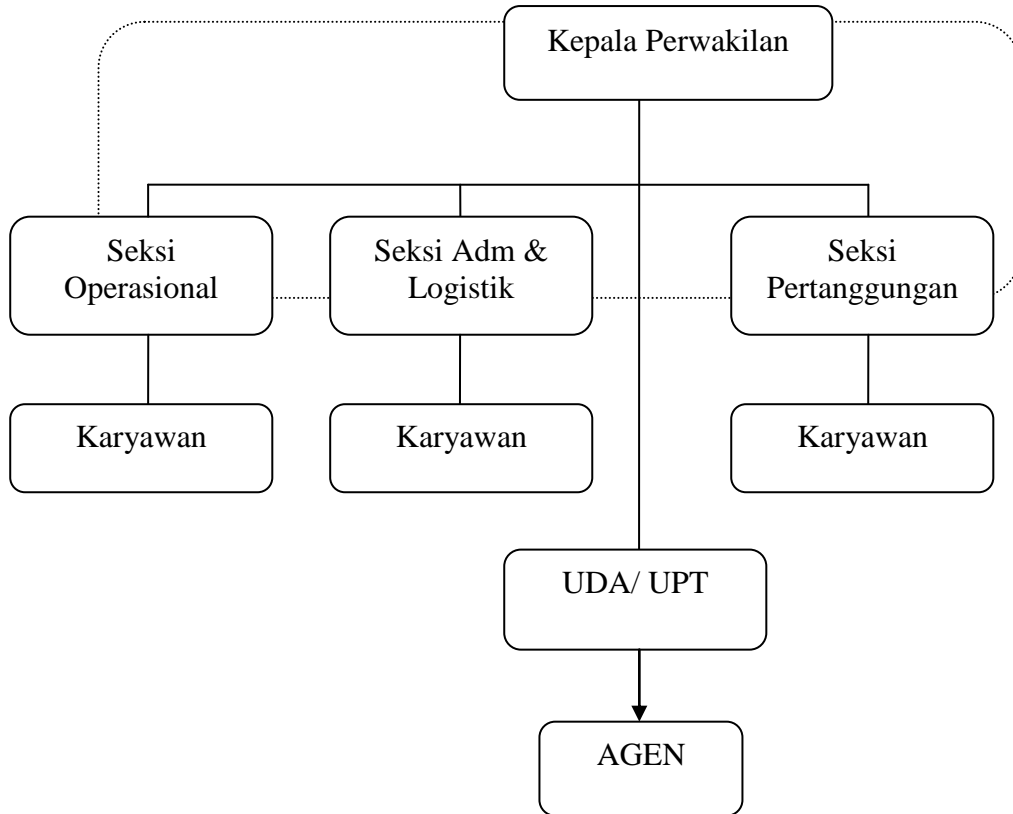 Kepala Perwakilan
Seksi
Operasional
Seksi Adm &
Logistik
Seksi
Pertanggungan
Karyawan
Karyawan
Karyawan
UDA/ UPT
AGEN